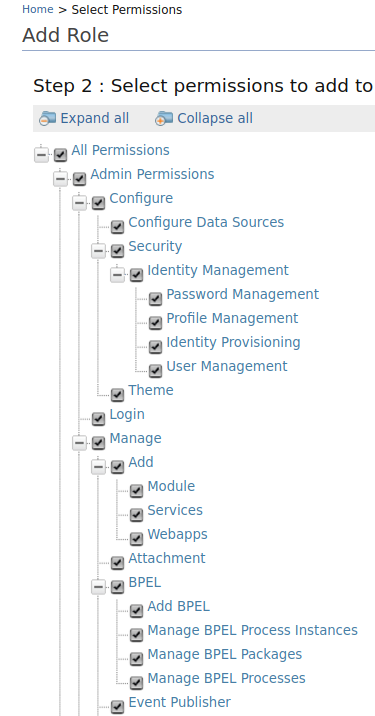 Home > Select Permissions
Add Role
Step 2 : Select permissions to add to
Expand all Collapse all
All Permissions
Admin Permissions
Configure
Configure Data Sources
Security
Identity Management
Password Management
Profile Management
Identity Provisioning
User Management
Theme
Login
Manage
Add
Module
Services
Webapps
Attachment
BPEL
Add BPEL
Manage BPEL Process Instances
Manage BPEL Packages
Manage BPEL Processes
Event Publisher